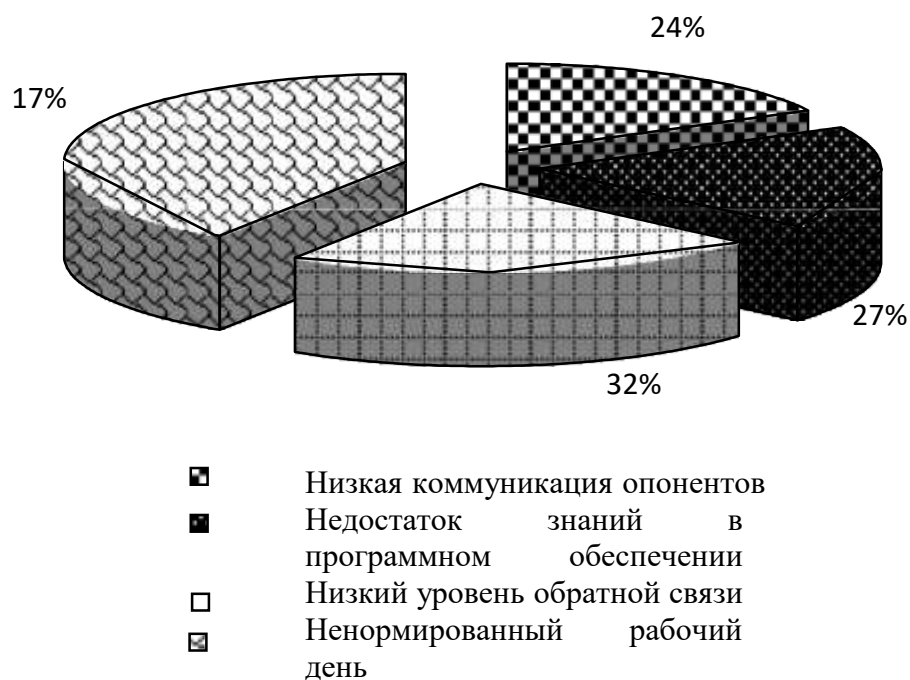 24%
17%
27%
32%
Низкая коммуникация опонентов
Недостаток знаний в
программном обеспечении
Низкий уровень обратной связи
Ненормированный рабочий
день